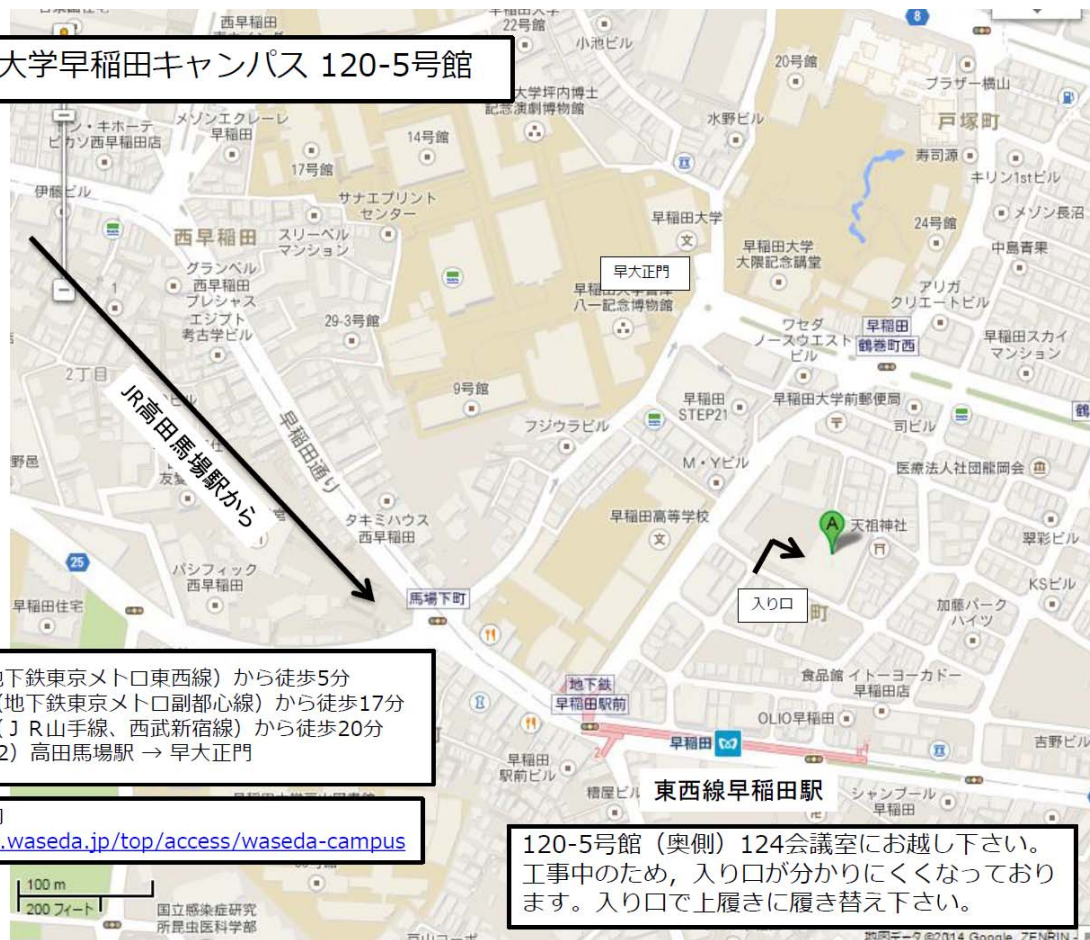 大学早稲田キャンパス 120-5号館
西早稲田
22号館
小池ビル
8
20号館
プラザー横山
戸塚町
大学坪内博士
記念演劇博物館
水野ビル
寿司源
キリン1stビル
ン・キホーテ
ピカソ西早稲田店
メゾンエクレーレ
早稲田
14号館
17号館
伊藤ビル
サナエプリント
センター
西早稲田
スリーベル
マンション
早稲田大学
早稲田大学
大隈記念講堂
24号館
メゾン長沼
中島青果
早大正門
グランベル
西早稲田
プレシャス
エジプト
考古学ビル
29-3号館
八一記念博物館
アリガ
クリエートビル
ワセダ
ノースウエスト
ビル
早稲田
鶴巻町西
早稲田スカイ
マンション
1
2丁目
9号館
早稲田
STEP21
早稲田大学前郵便局
司ビル
鶴
JR高田馬場駅から
早稲田通り
フジウラビル
M・Yビル
医療法人社団龍岡会
野邑
タキミハウス
西早稲田
早稲田高等学校
A
天祖神社
翠彩ビル
25
パシフィック
西早稲田
馬場下町
入り口
町
KSビル
早稲田住宅
加藤パーク
ハイツ
地下鉄東京メトロ東西線）から徒歩5分
（地下鉄東京メトロ副都心線）から徒歩17分
（ＪＲ山手線、西武新宿線）から徒歩20分
2）高田馬場駅 → 早大正門
地下鉄
早稲田駅前
食品館 イトーヨーカドー
早稲田店
OLIO早稲田
早稲田
吉野ビル
2
早稲田
駅前ビル
糟屋ビル
東西線早稲田駅
シャンブール
早稲田
.waseda.jp/top/access/waseda-campus
120-5号館（奥側）124会議室にお越し下さい。
工事中のため，入り口が分かりにくくなっており
ます。入り口で上履きに履き替え下さい。
100 m
200 フィート
国立感染症研究
所昆虫医科学部
戸山コーポ
地図データ ©2014 Google, ZENRIN